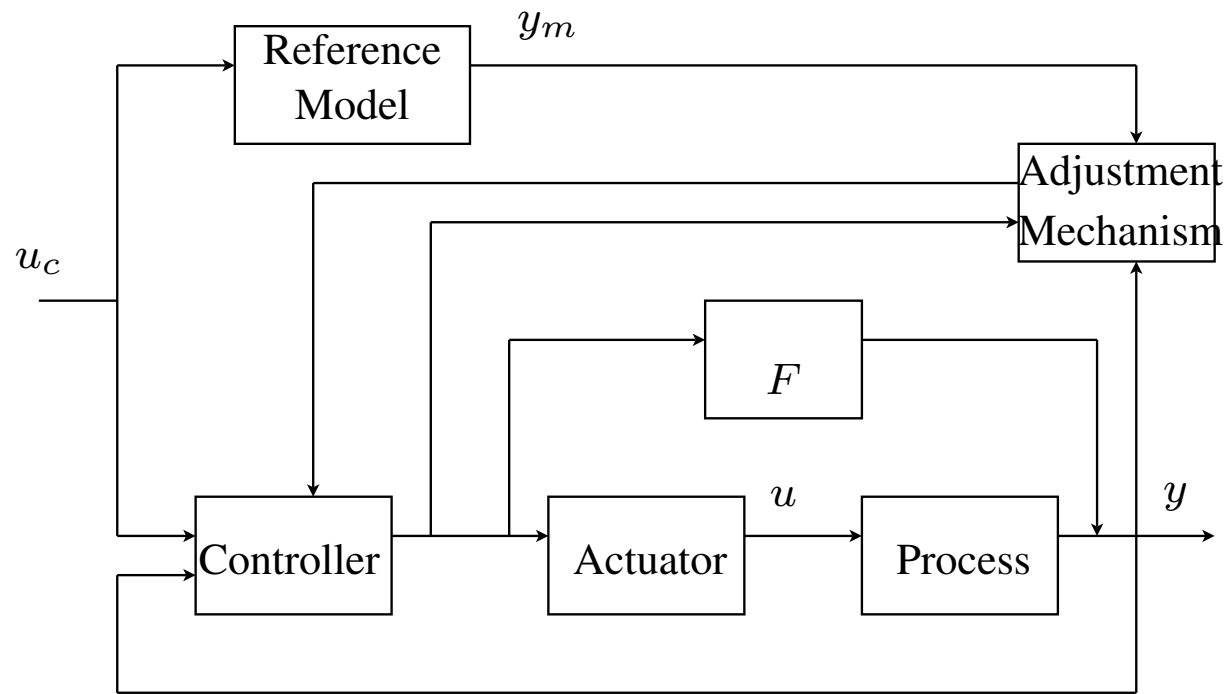 y_m
Reference
Model
Adjustment
Mechanism
u_c
F
u
y
Controller
Actuator
Process